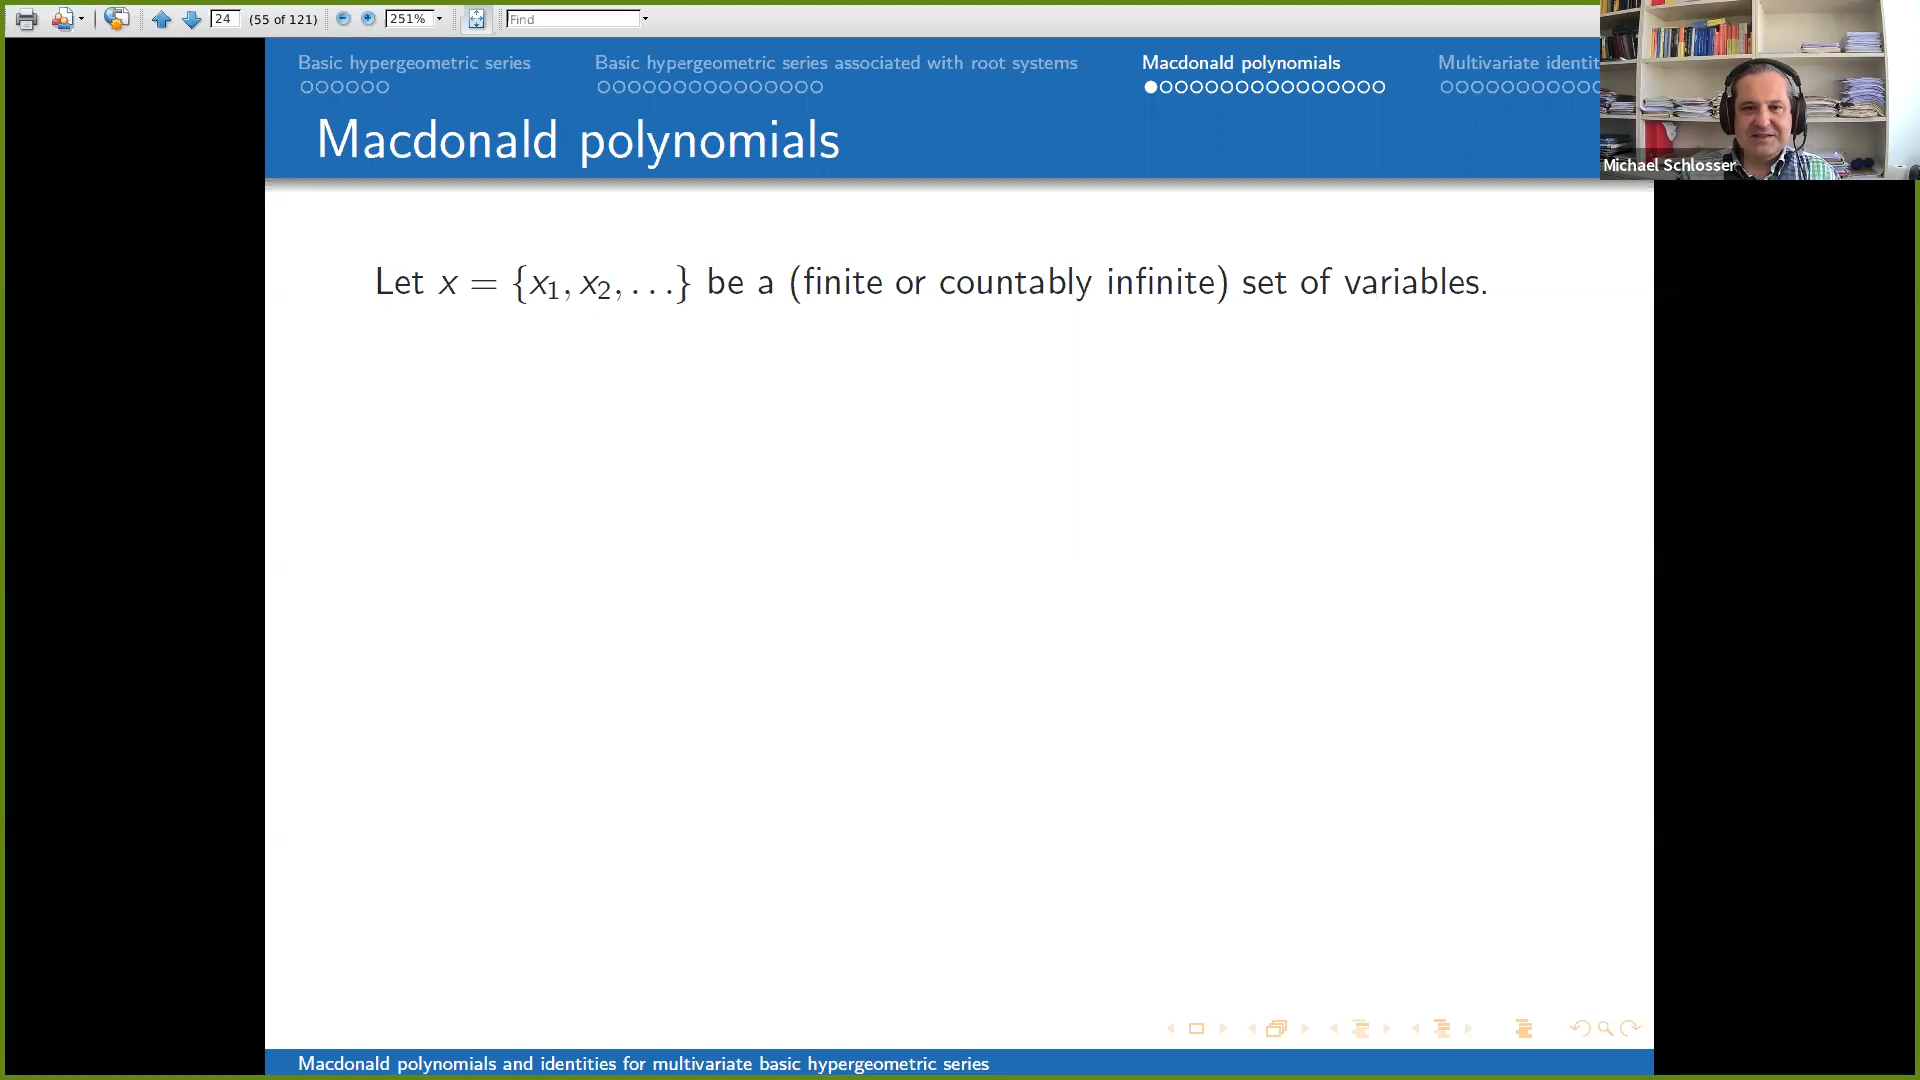 24 (55 of 121) 251% Find
Basic hypergeometric series Basic hypergeometric series associated with root systems Macdonald polynomials Multivariate identit
Macdonald polynomials
Michael Schlosser
Let x = {x₁, x₂, . . .} be a (finite or countably infinite) set of variables.
Macdonald polynomials and identities for multivariate basic hypergeometric series